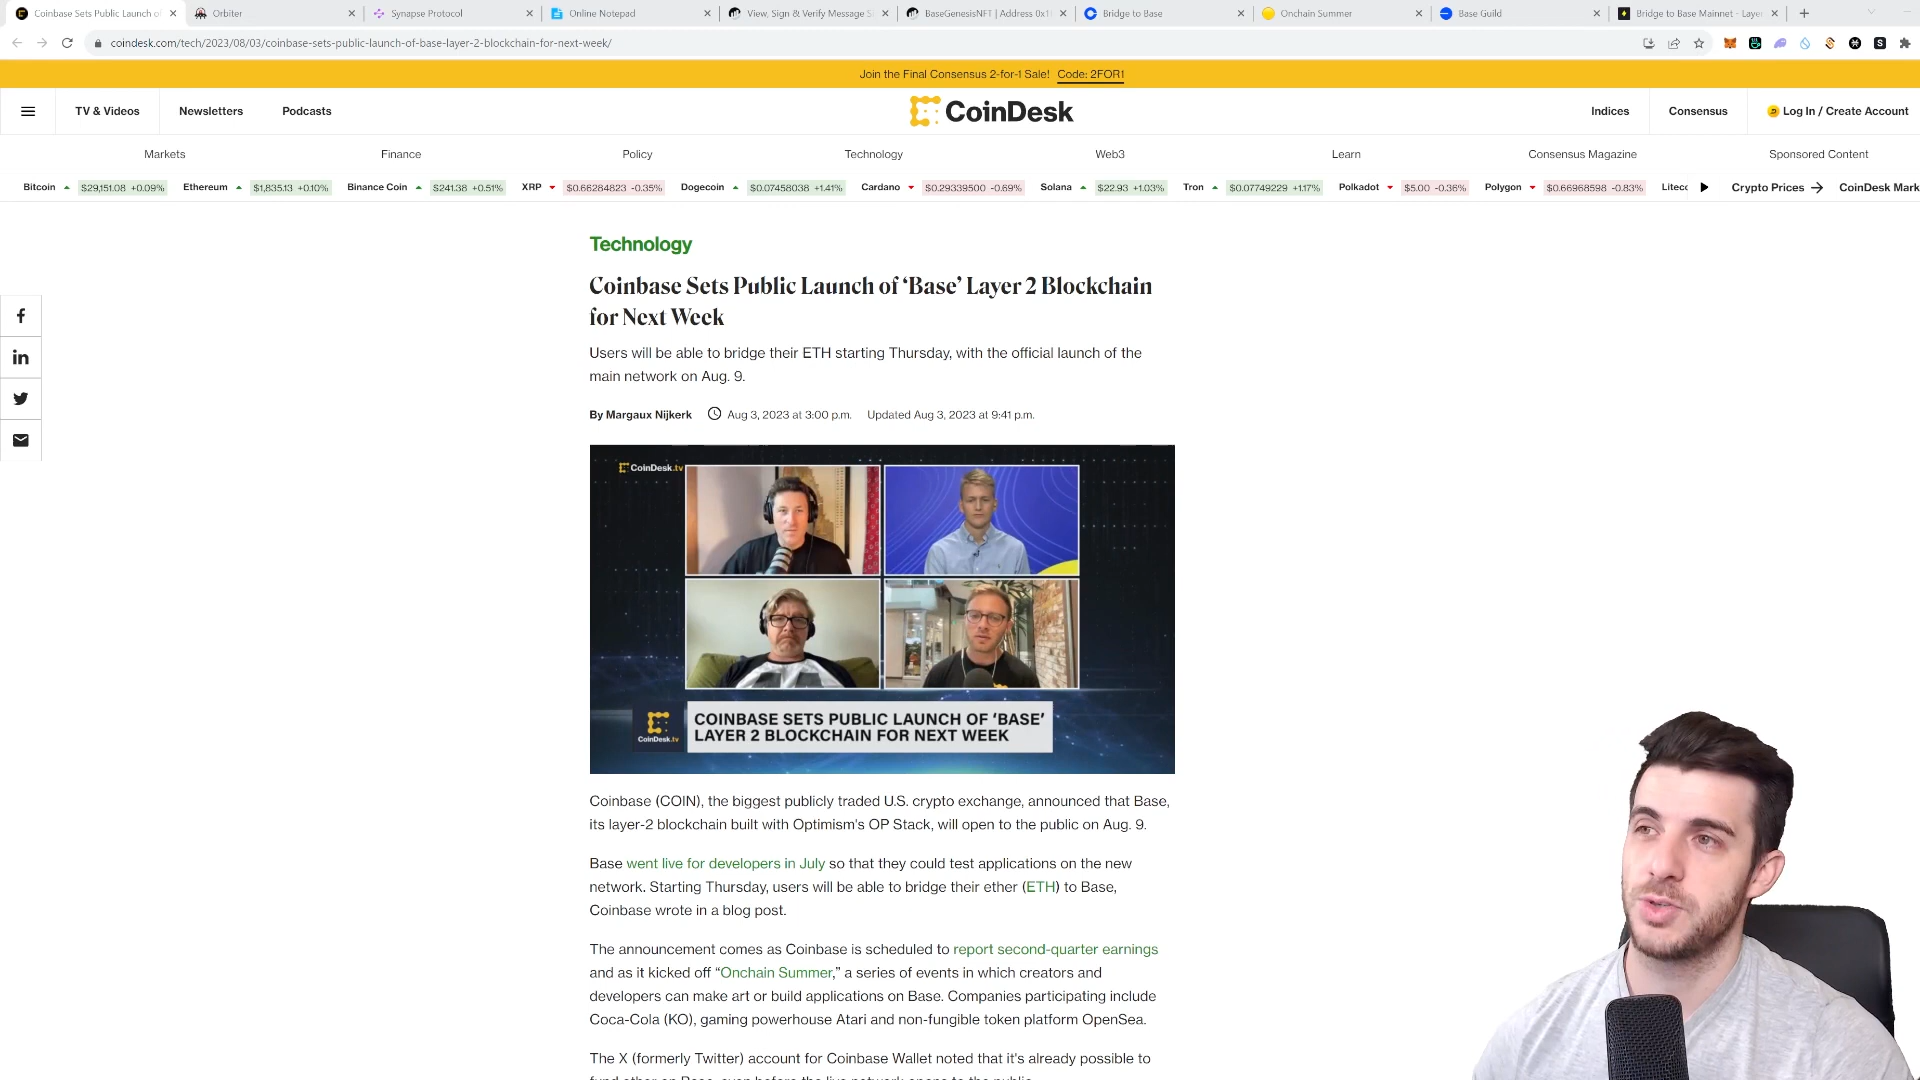 Coinbase Sets Public Launch of
Orbiter
Synapse Protocol
Online Notepad
View, Sign & Verify Message S
BaseGenesisNFT | Address 0x1
Bridge to Base
Onchain Summer
Base Guild
Bridge to Base Mainnet - Laye
coindesk.com/tech/2023/08/03/coinbase-sets-public-launch-of-base-layer-2-blockchain-for-next-week/
Join the Final Consensus 2-for-1 Sale! Code: 2FOR1
TV & Videos
Newsletters
Podcasts
CoinDesk
Indices
Consensus
Log In / Create Account
Markets
Finance
Policy
Technology
Web3
Learn
Consensus Magazine
Sponsored Content
Bitcoin $29,151.08 +0.09%
Ethereum $1,835.13 +0.10%
Binance Coin $241.38 +0.51%
XRP $0.66284823 -0.35%
Dogecoin $0.07458038 +1.41%
Cardano $0.29339500 -0.69%
Solana $22.93 +1.03%
Tron $0.07749229 +1.17%
Polkadot $5.00 -0.36%
Polygon $0.66968598 -0.83%
Litec
Crypto Prices
CoinDesk Mark
Technology
Coinbase Sets Public Launch of ‘Base’ Layer 2 Blockchain
for Next Week
Users will be able to bridge their ETH starting Thursday, with the official launch of the
main network on Aug. 9.
By Margaux Nijkerk Aug 3, 2023 at 3:00 p.m. Updated Aug 3, 2023 at 9:41 p.m.
CoinDesk.tv
COINBASE SETS PUBLIC LAUNCH OF ‘BASE’
LAYER 2 BLOCKCHAIN FOR NEXT WEEK
CoinDesk.tv
Coinbase (COIN), the biggest publicly traded U.S. crypto exchange, announced that Base,
its layer-2 blockchain built with Optimism's OP Stack, will open to the public on Aug. 9.
Base went live for developers in July so that they could test applications on the new
network. Starting Thursday, users will be able to bridge their ether (ETH) to Base,
Coinbase wrote in a blog post.
The announcement comes as Coinbase is scheduled to report second-quarter earnings
and as it kicked off “Onchain Summer,” a series of events in which creators and
developers can make art or build applications on Base. Companies participating include
Coca-Cola (KO), gaming powerhouse Atari and non-fungible token platform OpenSea.
The X (formerly Twitter) account for Coinbase Wallet noted that it's already possible to